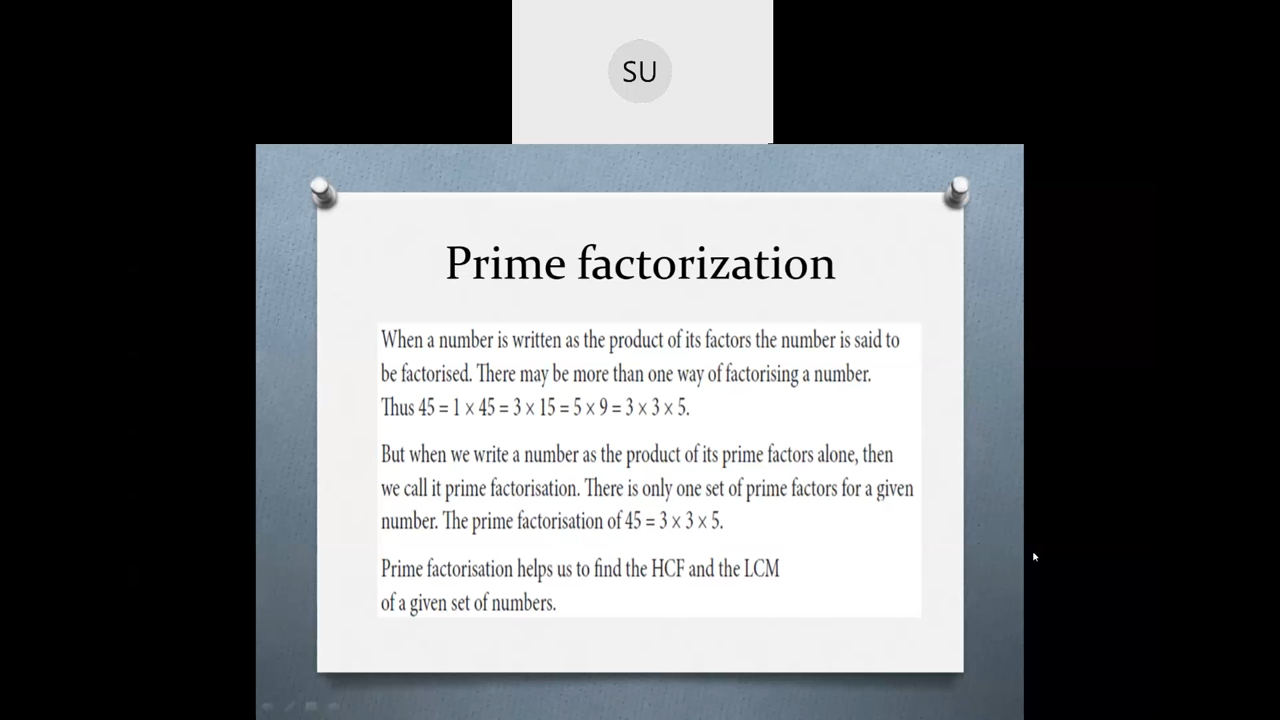 SU
Prime factorization
When a number is written as the product of its factors the number is said to
be factorised. There may be more than one way of factorising a number.
Thus 45 = 1 × 45 = 3 × 15 = 5 × 9 = 3 × 3 × 5.
But when we write a number as the product of its prime factors alone, then
we call it prime factorisation. There is only one set of prime factors for a given
number. The prime factorisation of 45 = 3 × 3 × 5.
Prime factorisation helps us to find the HCF and the LCM
of a given set of numbers.